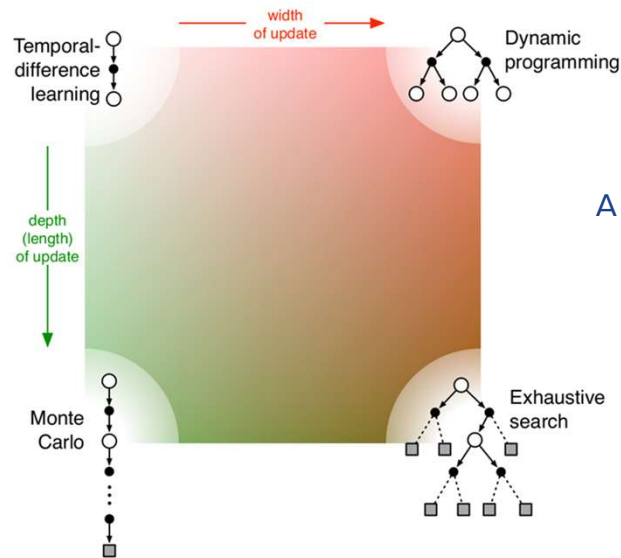 width
of update
Temporal-
difference
learning
Dynamic
programming
A
depth
(length)
of update
Monte
Carlo
Exhaustive
search